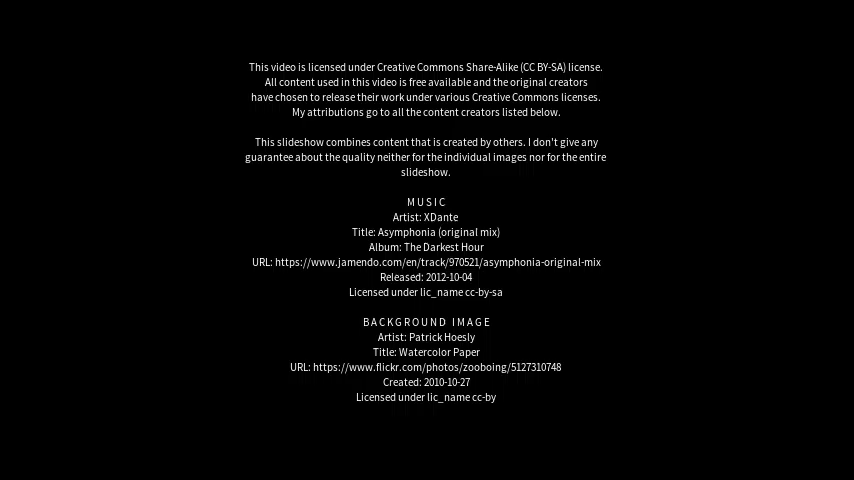 This video is licensed under Creative Commons Share-Alike (CC BY-SA) license.
All content used in this video is free available and the original creators
have chosen to release their work under various Creative Commons licenses.
My attributions go to all the content creators listed below.
This slideshow combines content that is created by others. I don't give any
guarantee about the quality neither for the individual images nor for the entire
slideshow.
MUSIC
Artist: XDante
Title: Asymphonia (original mix)
Album: The Darkest Hour
URL: https://www.jamendo.com/en/track/970521/asymphonia-original-mix
Released: 2012-10-04
Licensed under lic_name cc-by-sa
BACKGROUND IMAGE
Artist: Patrick Hoesly
Title: Watercolor Paper
URL: https://www.flickr.com/photos/zooboing/5127310748
Created: 2010-10-27
Licensed under lic_name cc-by